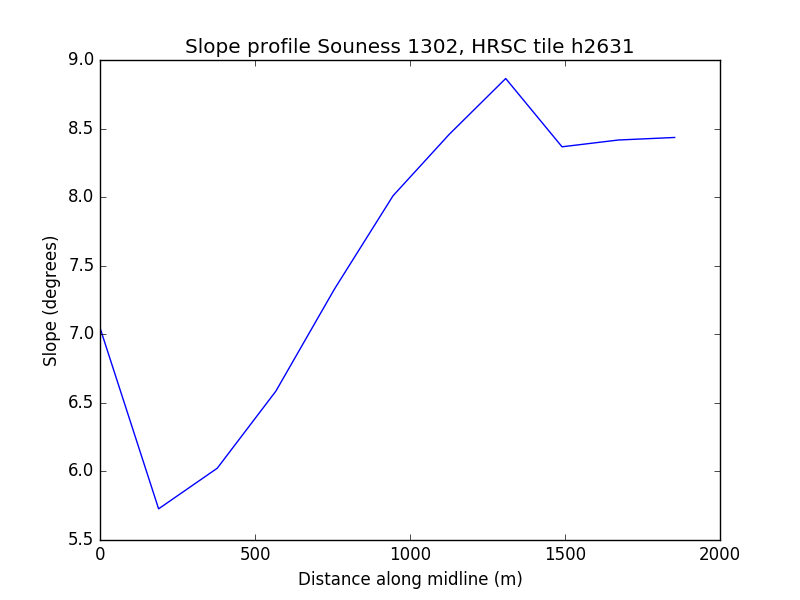 Slope profile Souness 1302, HRSC tile h2631
9.0
8.5
8.0
7.5
7.0
6.5
6.0
5.5
Slope (degrees)
0 500 1000 1500 2000
Distance along midline (m)